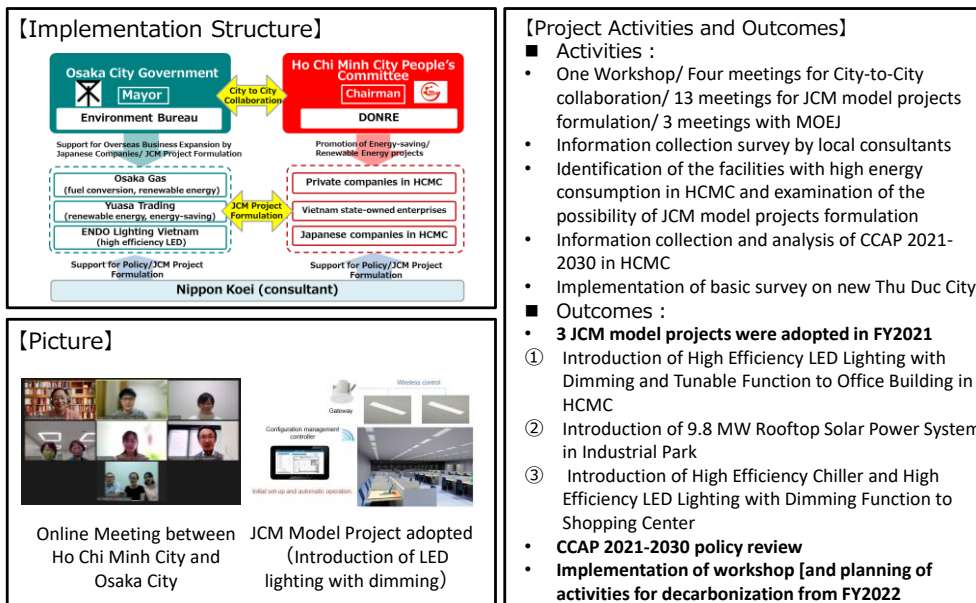 【Implementation Structure】
Osaka City Government
Mayor
Environment Bureau
City to City
Collaboration
Ho Chi Minh City People's
Committee
Chairman
DONRE
Support for Overseas Business Expansion by
Japanese Companies/ JCM Project Formulation
Promotion of Energy-saving/
Renewable Energy projects
Osaka Gas
(fuel conversion, renewable energy)
Yuasa Trading
(renewable energy, energy-saving)
ENDO Lighting Vietnam
(high efficiency LED)
JCM Project
Formulation
Private companies in HCMC
Vietnam state-owned enterprises
Japanese companies in HCMC
Support for Policy/JCM Project
Formulation
Support for Policy/JCM Project
Formulation
Nippon Koei (consultant)
【Picture】
Wireless control
Gateway
Configuration management
controller
Initial set-up and automatic operation
Online Meeting between
Ho Chi Minh City and
Osaka City
JCM Model Project adopted
（Introduction of LED
lighting with dimming）
【Project Activities and Outcomes】
■ Activities :
• One Workshop/ Four meetings for City-to-City
collaboration/ 13 meetings for JCM model projects
formulation/ 3 meetings with MOEJ
• Information collection survey by local consultants
• Identification of the facilities with high energy
consumption in HCMC and examination of the
possibility of JCM model projects formulation
• Information collection and analysis of CCAP 2021-
2030 in HCMC
• Implementation of basic survey on new Thu Duc City
■ Outcomes :
• 3 JCM model projects were adopted in FY2021
① Introduction of High Efficiency LED Lighting with
Dimming and Tunable Function to Office Building in
HCMC
② Introduction of 9.8 MW Rooftop Solar Power System
in Industrial Park
③ Introduction of High Efficiency Chiller and High
Efficiency LED Lighting with Dimming Function to
Shopping Center
• CCAP 2021-2030 policy review
• Implementation of workshop [and planning of
activities for decarbonization from FY2022